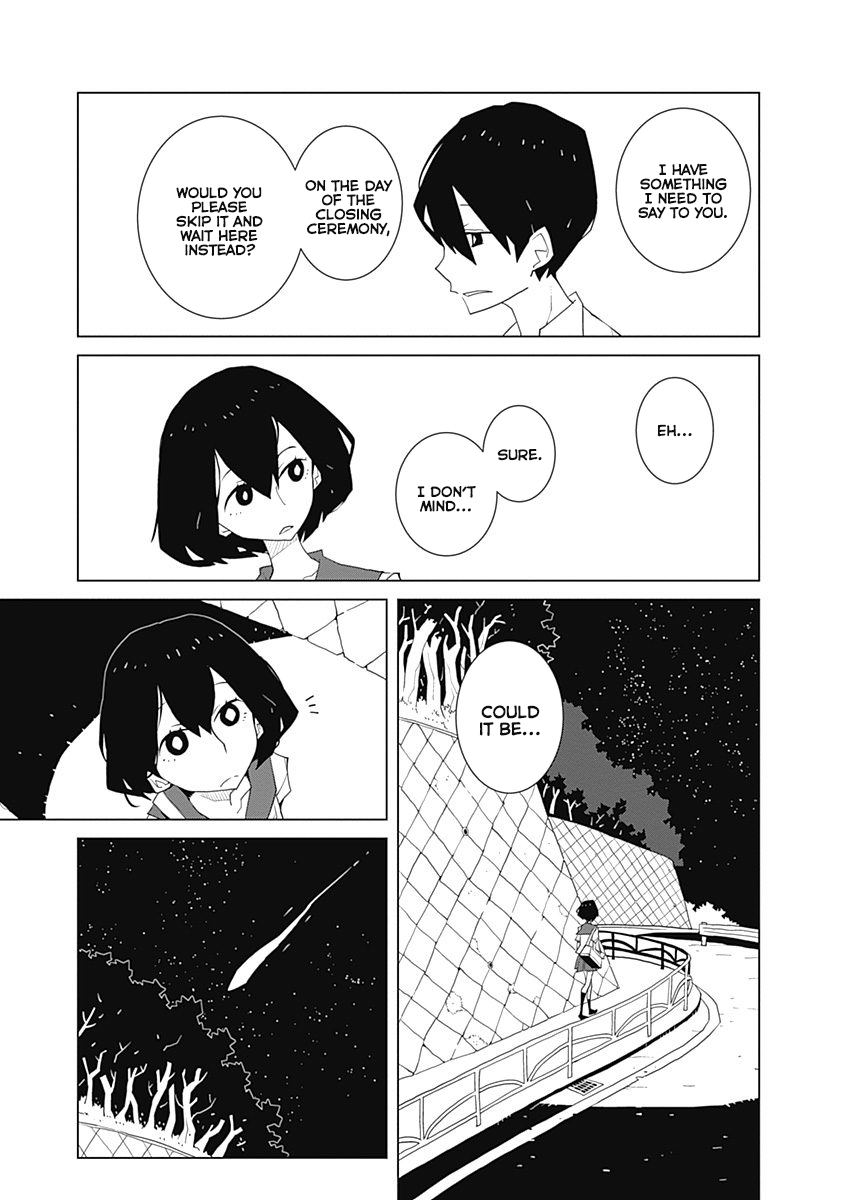 I HAVE
SOMETHING
I NEED TO
SAY TO YOU.
ON THE DAY
OF THE
CLOSING
CEREMONY,
WOULD YOU
PLEASE
SKIP IT AND
WAIT HERE
INSTEAD?
EH...
SURE.
I DON'T
MIND...
COULD
IT BE...